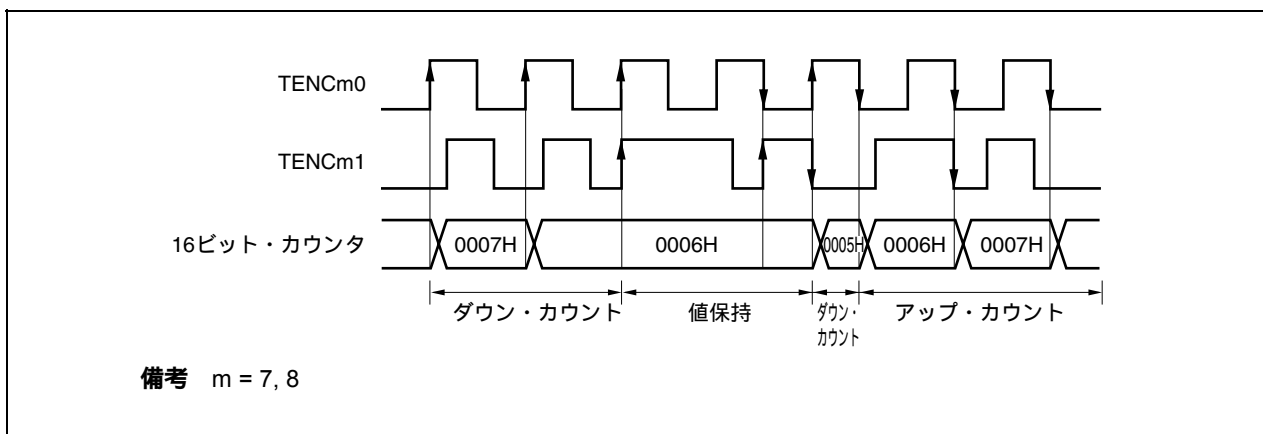 TENCm0
TENCm1
16ビット・カウンタ 0007H 0006H 0005H 0006H 0007H
ダウン・カウント 値保持 ダウン・ アップ・カウント
カウント
備考 m = 7, 8